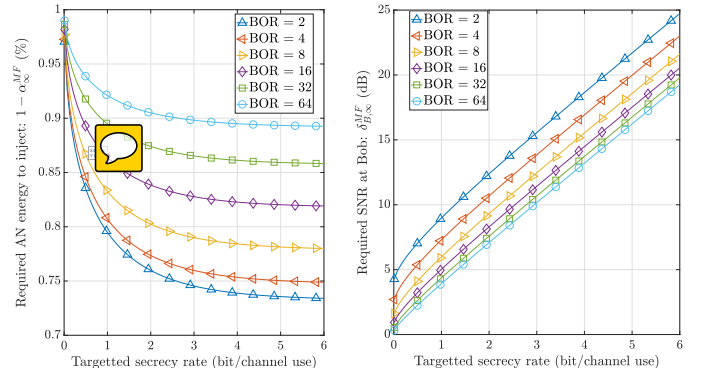 1
0.95
0.9
0.85
0.8
0.75
0.7
0
1
2
3
4
5
6
Required AN energy to inject: 1 − α_∞^{MF} (%)
Targetted secrecy rate (bit/channel use)
BOR = 2
BOR = 4
BOR = 8
BOR = 16
BOR = 32
BOR = 64
25
20
15
10
5
0
0
1
2
3
4
5
6
Required SNR at Bob: δ_{B,∞}^{MF} (dB)
Targetted secrecy rate (bit/channel use)
BOR = 2
BOR = 4
BOR = 8
BOR = 16
BOR = 32
BOR = 64